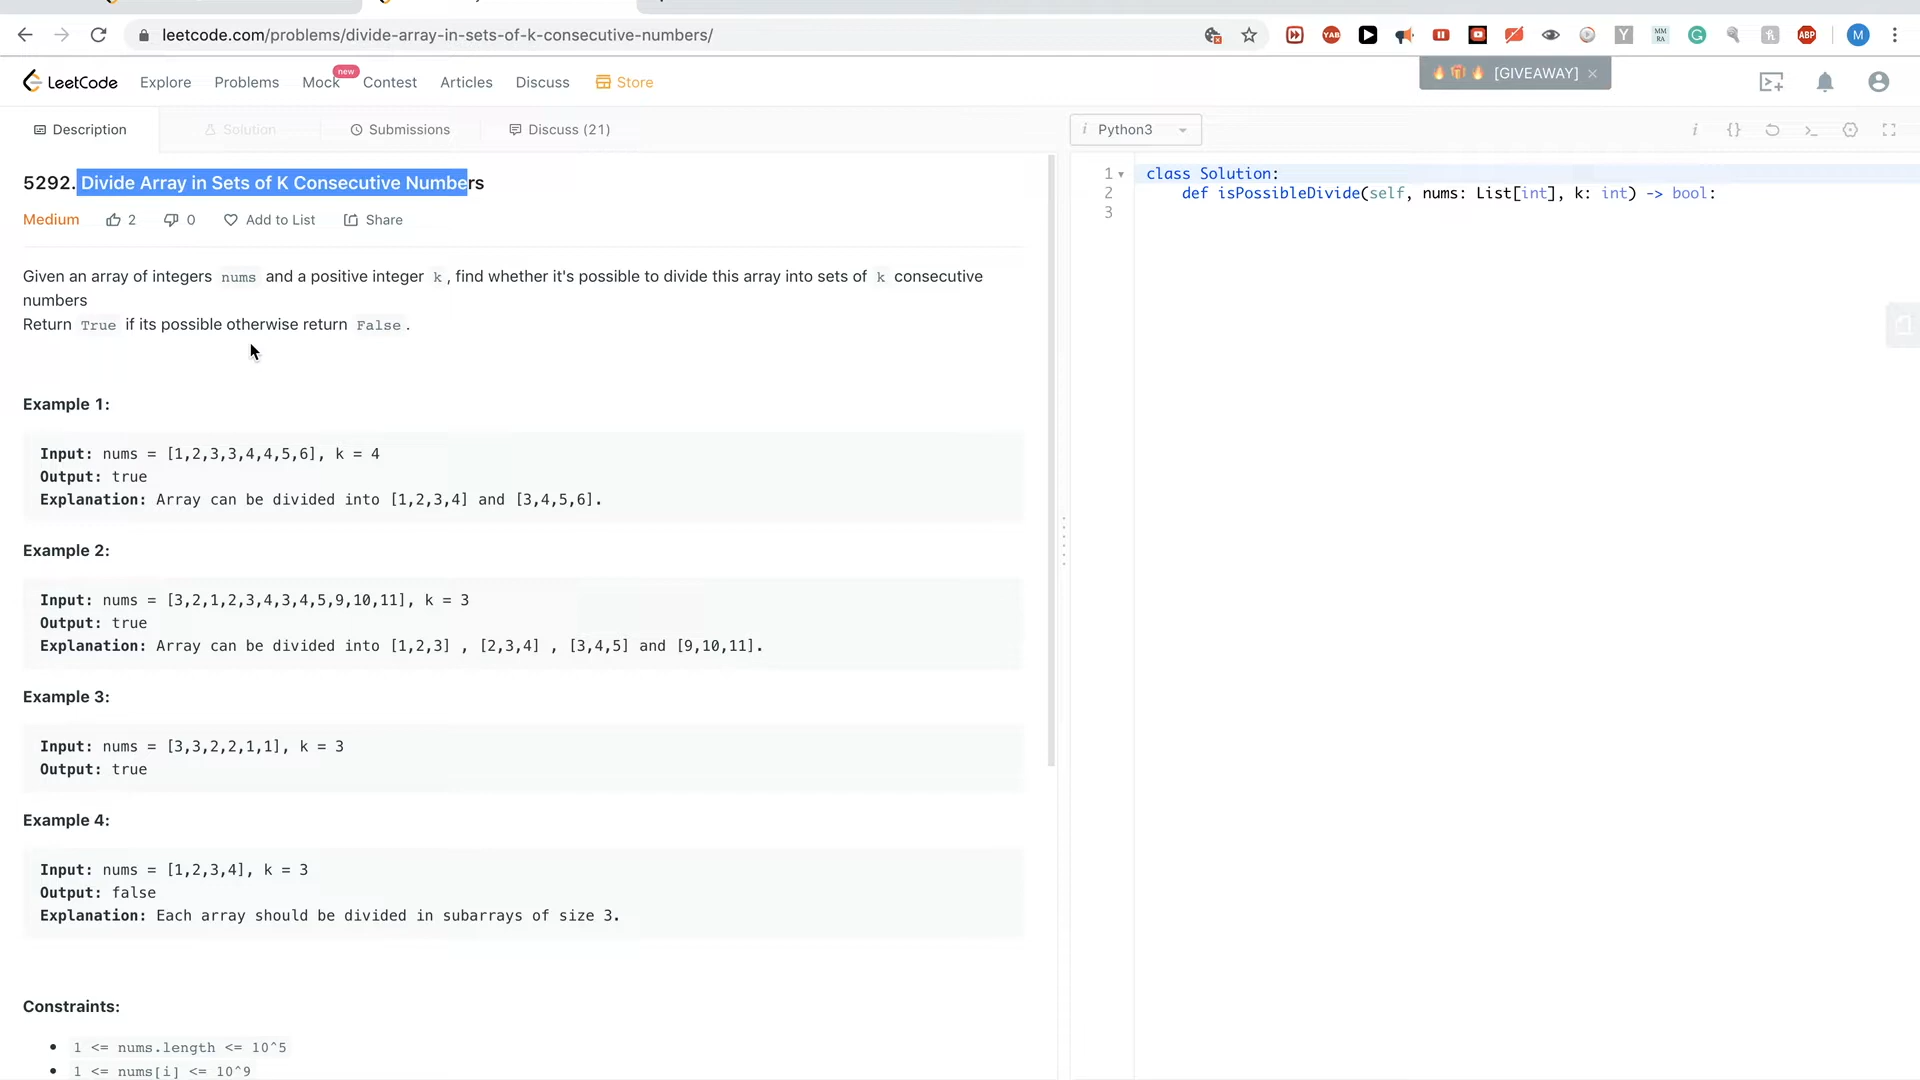 leetcode.com/problems/divide-array-in-sets-of-k-consecutive-numbers/
YAB
Y
MM
RA
ABP
M
LeetCode Explore Problems Mock new Contest Articles Discuss Store
[GIVEAWAY] ×
Description Solution Submissions Discuss (21)
i Python3
i {}
5292. Divide Array in Sets of K Consecutive Numbers
Medium 2 0 Add to List Share
Given an array of integers nums and a positive integer k , find whether it's possible to divide this array into sets of k consecutive
numbers
Return True if its possible otherwise return False .
Example 1:
Input: nums = [1,2,3,3,4,4,5,6], k = 4
Output: true
Explanation: Array can be divided into [1,2,3,4] and [3,4,5,6].
Example 2:
Input: nums = [3,2,1,2,3,4,3,4,5,9,10,11], k = 3
Output: true
Explanation: Array can be divided into [1,2,3] , [2,3,4] , [3,4,5] and [9,10,11].
Example 3:
Input: nums = [3,3,2,2,1,1], k = 3
Output: true
Example 4:
Input: nums = [1,2,3,4], k = 3
Output: false
Explanation: Each array should be divided in subarrays of size 3.
Constraints:
1 <= nums.length <= 10^5
1 <= nums[i] <= 10^9
1 class Solution:
2 def isPossibleDivide(self, nums: List[int], k: int) -> bool:
3